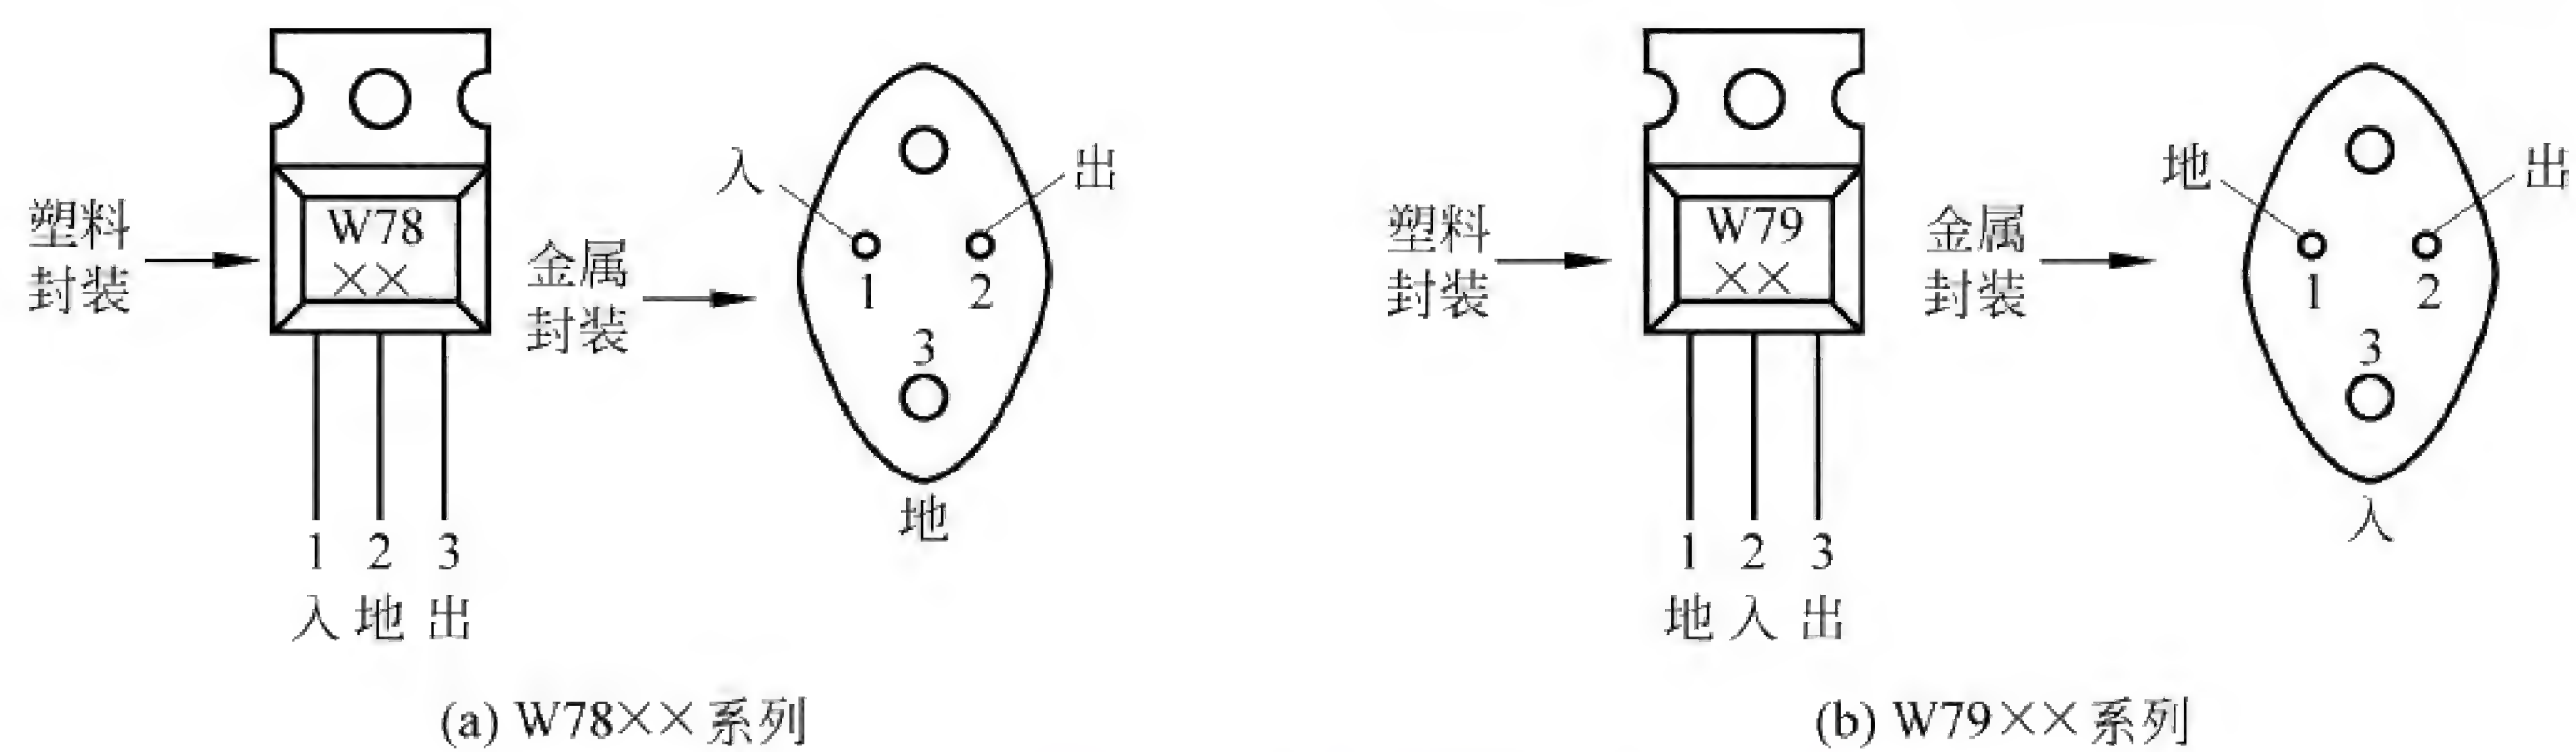 塑料
封装
W78
××
1 2 3
入 地 出
金属
封装
入
出
1
2
3
地
(a) W78××系列
塑料
封装
W79
××
1 2 3
地 入 出
金属
封装
地
出
1
2
3
入
(b) W79××系列